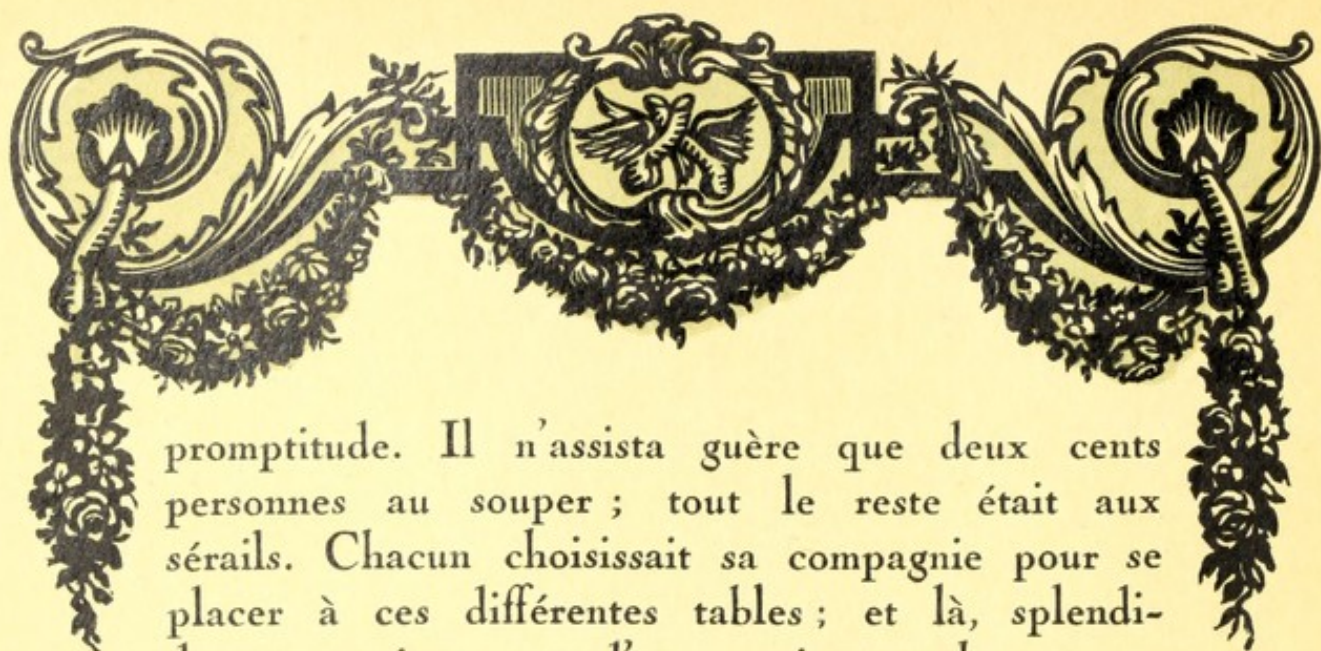 promptitude. Il n'assista guère que deux cents
personnes au souper ; tout le reste était aux
sérails. Chacun choisissait sa compagnie pour se
placer à ces différentes tables ; et là, splendi-